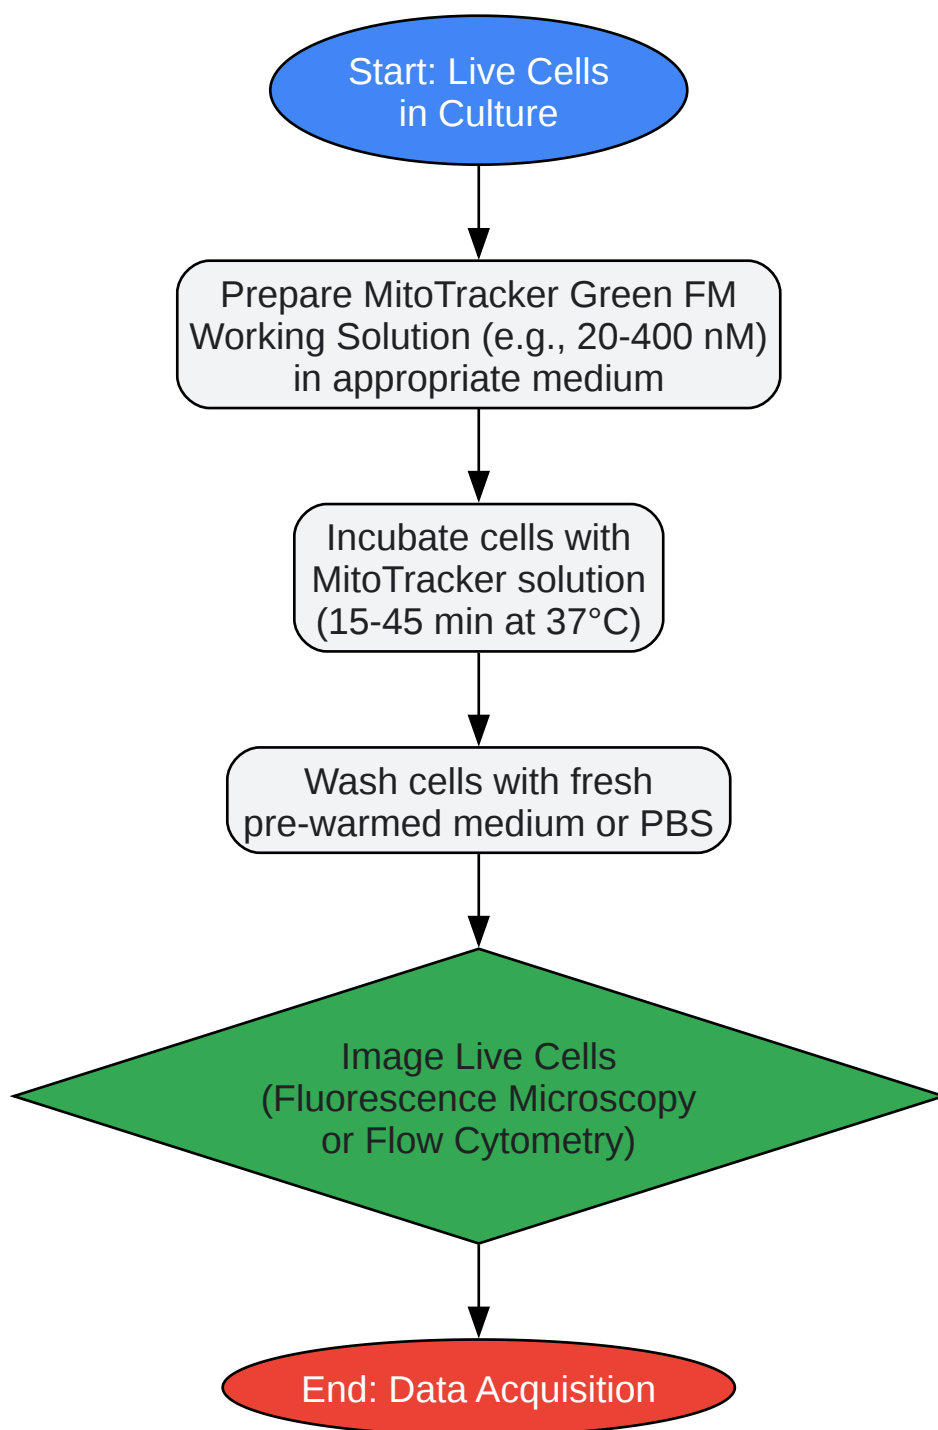 Start: Live Cells
in Culture
Prepare MitoTracker Green FM
Working Solution (e.g., 20-400 nM)
in appropriate medium
Incubate cells with
MitoTracker solution
(15-45 min at 37°C)
Wash cells with fresh
pre-warmed medium or PBS
Image Live Cells
(Fluorescence Microscopy
or Flow Cytometry)
End: Data Acquisition